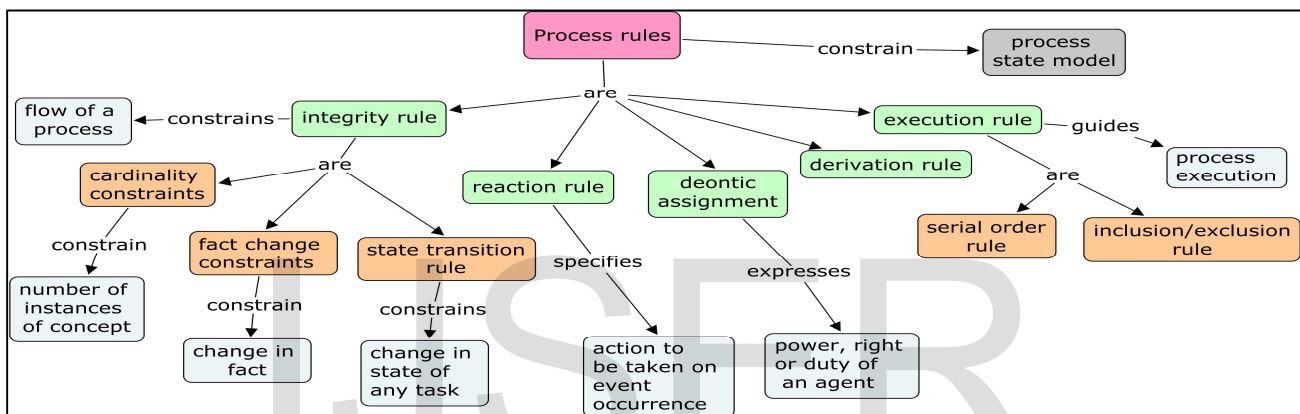 Process rules
constrain
process
state model
are
flow of a
process
constrains
integrity rule
execution rule
guides
process
execution
are
cardinality
constraints
reaction rule
deontic
assignment
derivation rule
are
serial order
rule
inclusion/exclusion
rule
constrain
fact change
constraints
state transition
rule
specifies
expresses
number of
instances
of concept
constrain
constrains
change in
fact
change in
state of
any task
action to
be taken on
event
occurrence
power, right
or duty of
an agent
IJSER